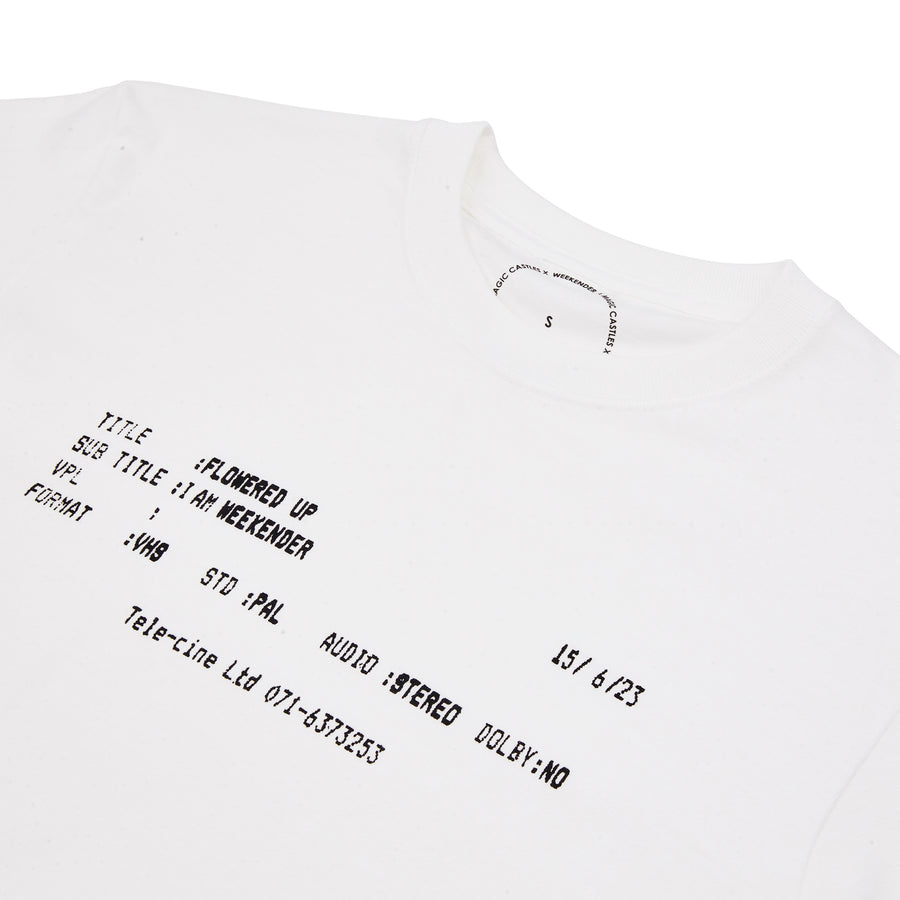 AGIC CASTLES X WEEKENDER / MAGIC CASTLES X
S
TITLE :FLOWERED UP
SUB TITLE :I AM WEEKENDER
VPL :
FORMAT :VHS STD :PAL AUDIO :STEREO DOLBY:NO
15/ 6/23
Tele-cine Ltd 071-6373253